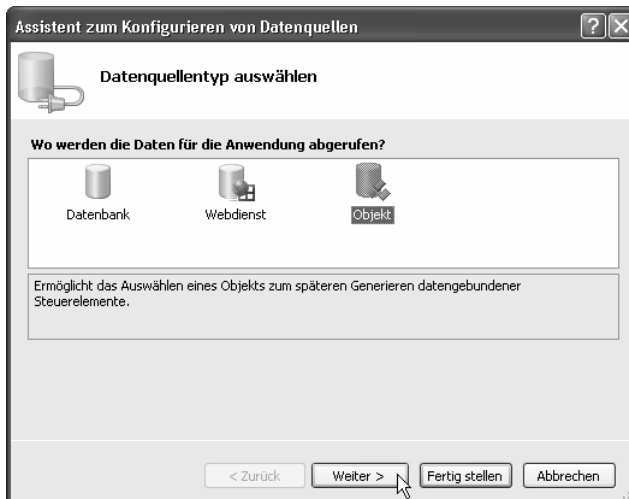 Assistent zum Konfigurieren von Datenquellen
Datenquellentyp auswählen
Wo werden die Daten für die Anwendung abgerufen?
Datenbank
Webdienst
Objekt
Ermöglicht das Auswählen eines Objekts zum späteren Generieren datengebundener
Steuerelemente.
< Zurück
Weiter >
Fertig stellen
Abbrechen